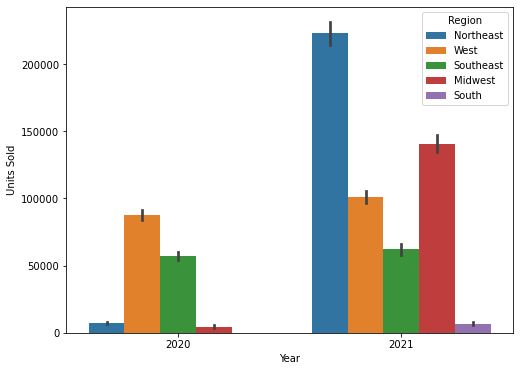 Region
Northeast
West
Southeast
Midwest
South
200000
150000
100000
50000
0
Units Sold
2020
2021
Year